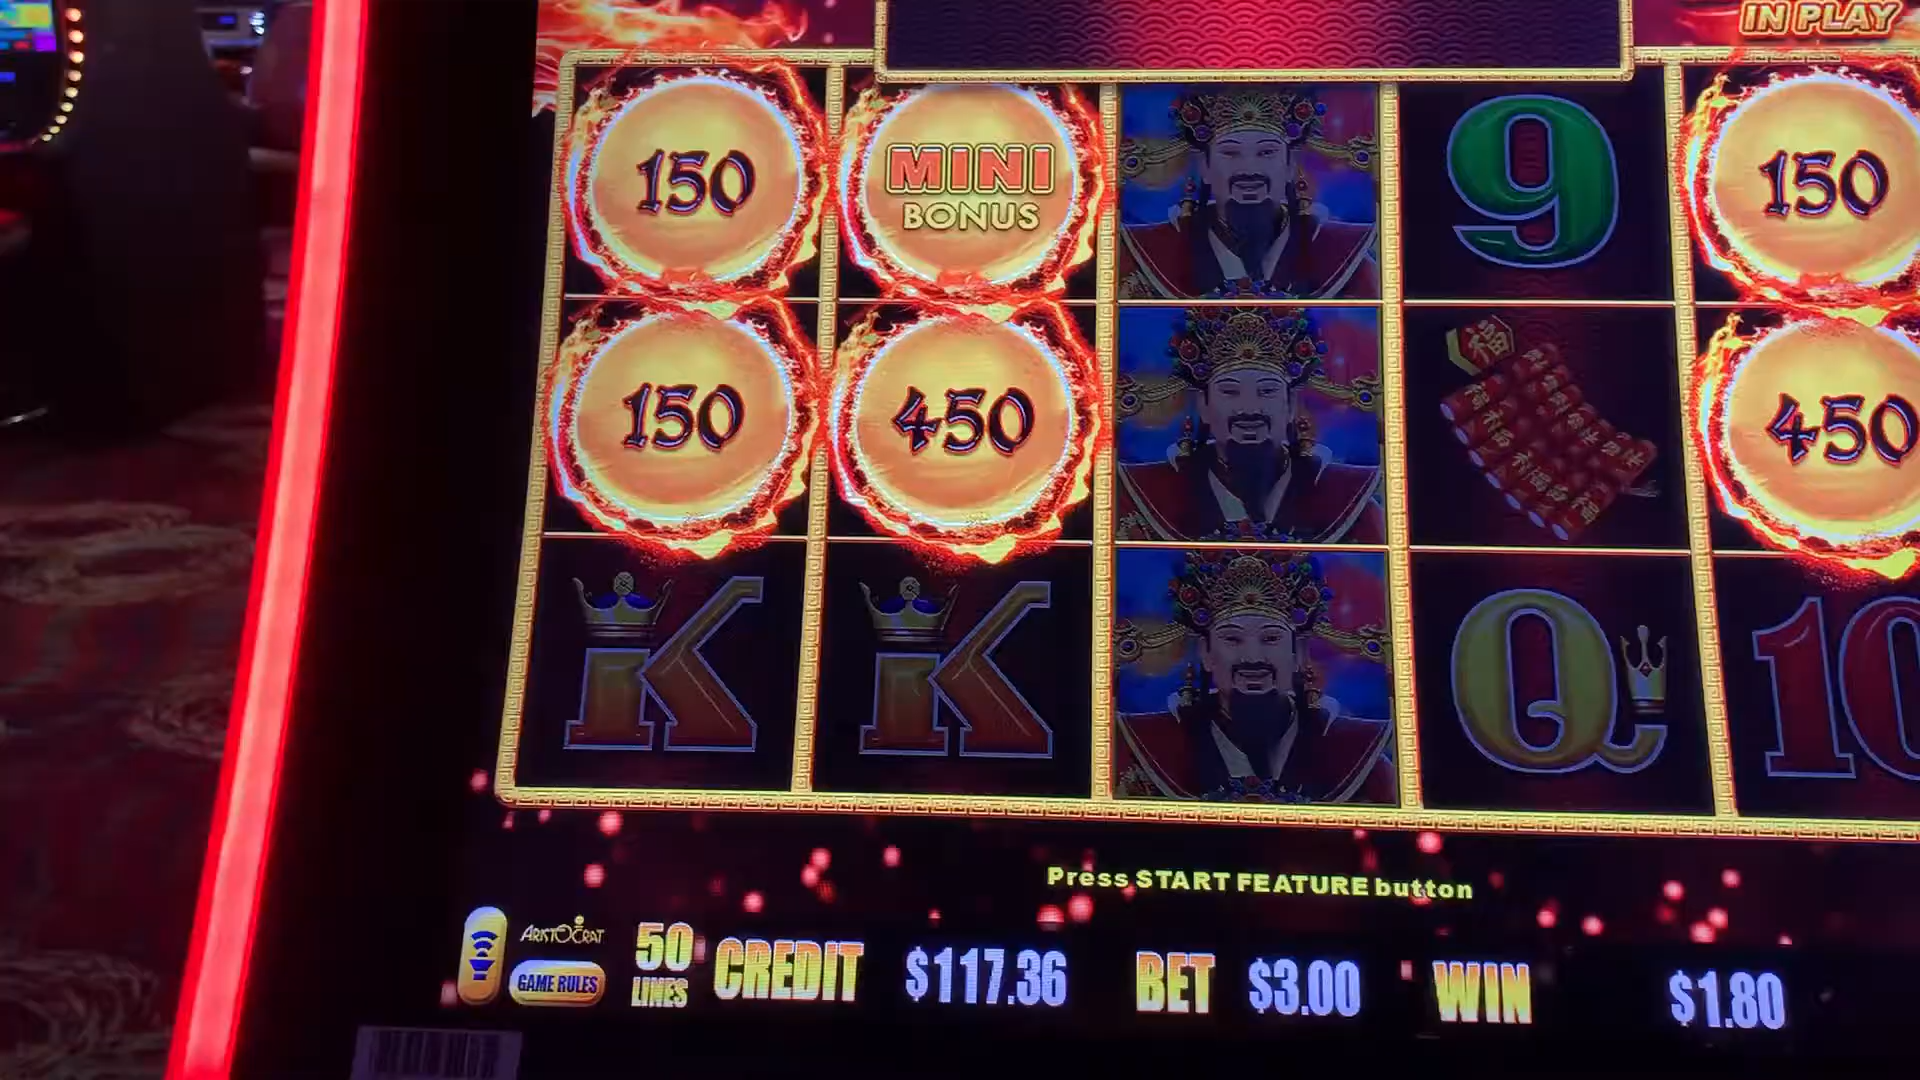 IN PLAY
150
MINI
BONUS
9
150
150
450
福
450
K
K
Q
10
Press START FEATURE button
ARISTOCRAT
GAME RULES
50
LINES
CREDIT $117.36
BET $3.00
WIN $1.80